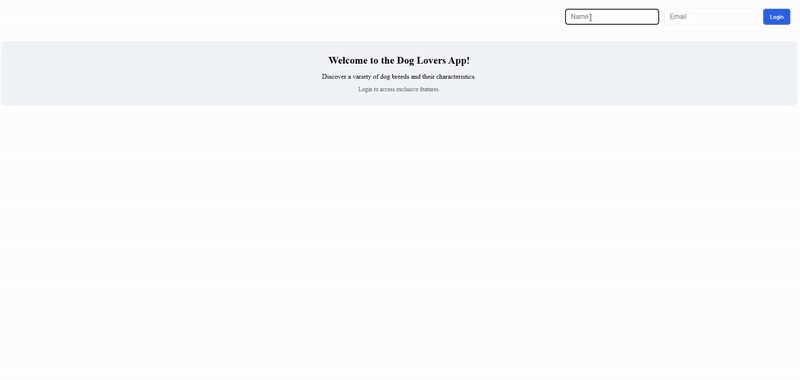 Name
Email
Login
Welcome to the Dog Lovers App!
Discover a variety of dog breeds and their characteristics.
Login to access exclusive features.